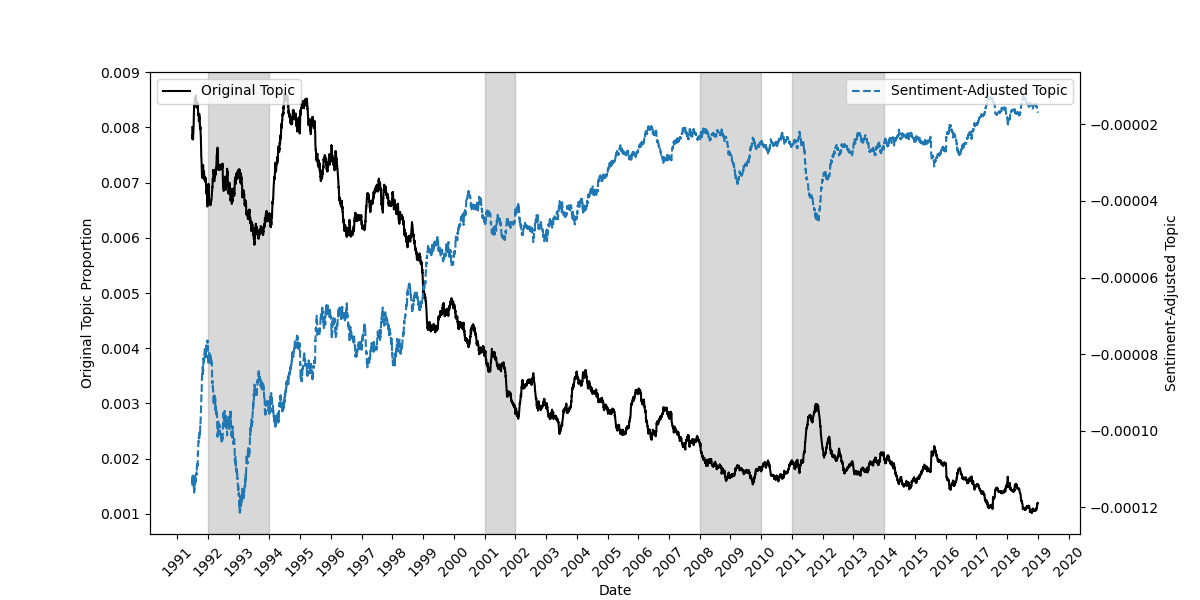 Original Topic
Sentiment-Adjusted Topic
0.009
0.008
0.007
0.006
0.005
0.004
0.003
0.002
0.001
Original Topic Proportion
−0.00002
−0.00004
−0.00006
−0.00008
−0.00010
−0.00012
Sentiment-Adjusted Topic
1991 1992 1993 1994 1995 1996 1997 1998 1999 2000 2001 2002 2003 2004 2005 2006 2007 2008 2009 2010 2011 2012 2013 2014 2015 2016 2017 2018 2019 2020
Date